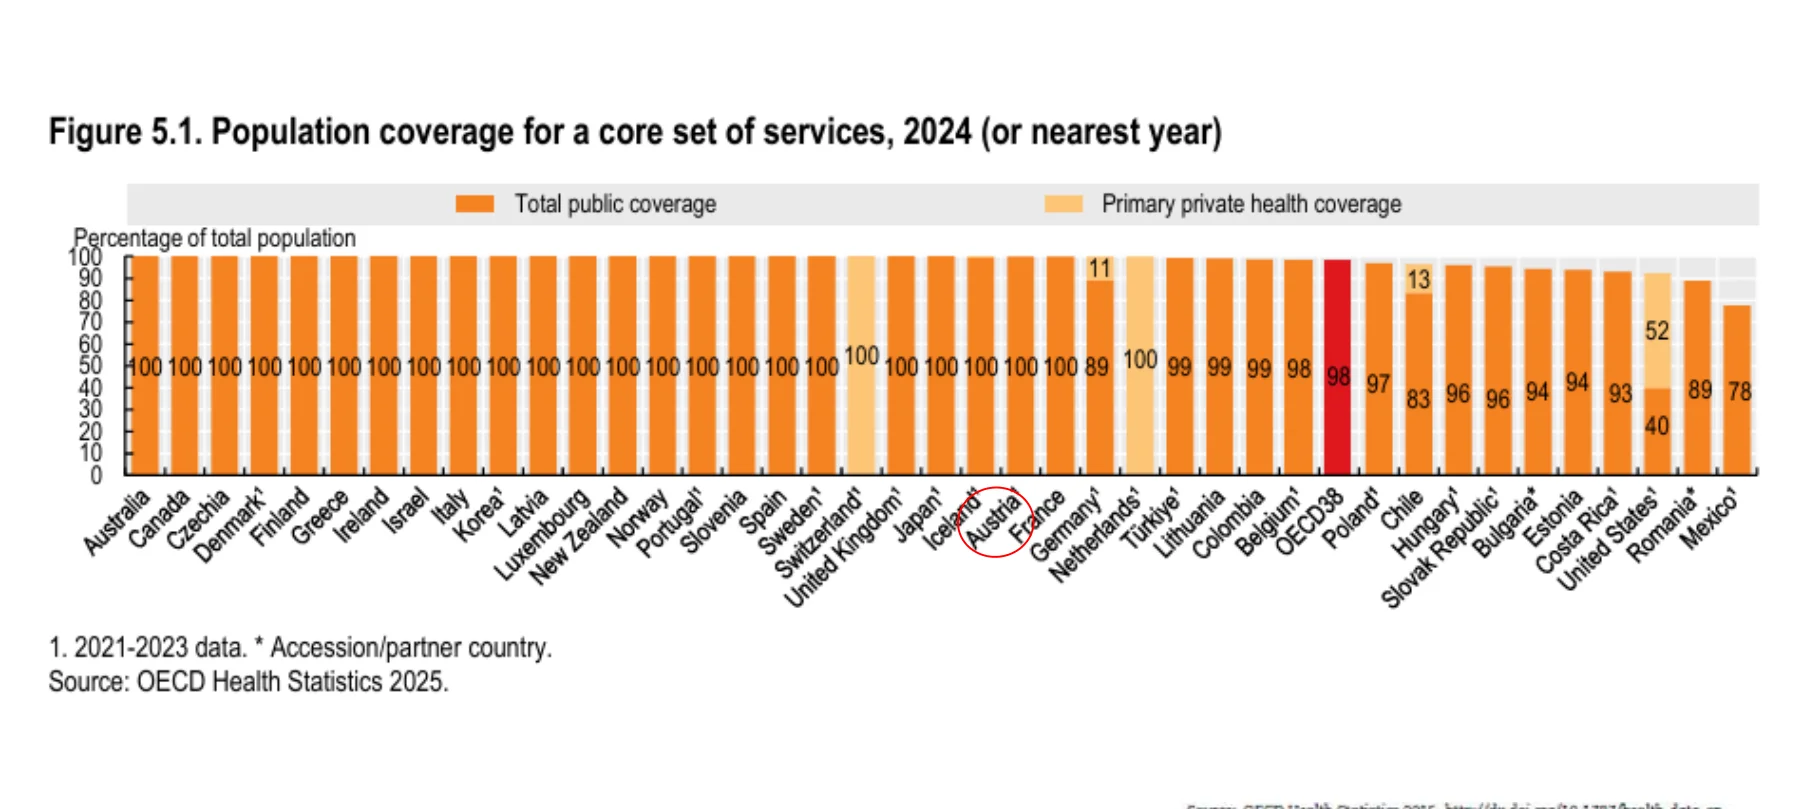 Figure 5.1. Population coverage for a core set of services, 2024 (or nearest year)
Total public coverage
Primary private health coverage
Percentage of total population
100
90
80
70
60
50
40
30
20
10
0
100 100 100 100 100 100 100 100 100 100 100 100 100 100 100 100 100 100 100 100 100 100 100 100 89 11 100 99 99 99 98 98 97 83 13 96 96 94 94 93 40 52 89 78
Australia
Canada
Czechia
Denmark¹
Finland
Greece
Ireland
Israel
Italy
Korea¹
Latvia
Luxembourg
New Zealand
Norway
Portugal¹
Slovenia
Spain
Sweden¹
Switzerland¹
United Kingdom¹
Japan¹
Iceland¹
Austria¹
France
Germany¹
Netherlands¹
Türkiye¹
Lithuania
Colombia
Belgium¹
OECD38
Poland¹
Chile
Hungary¹
Slovak Republic¹
Bulgaria*
Estonia
Costa Rica¹
United States¹
Romania*
Mexico¹
1. 2021-2023 data. * Accession/partner country.
Source: OECD Health Statistics 2025.